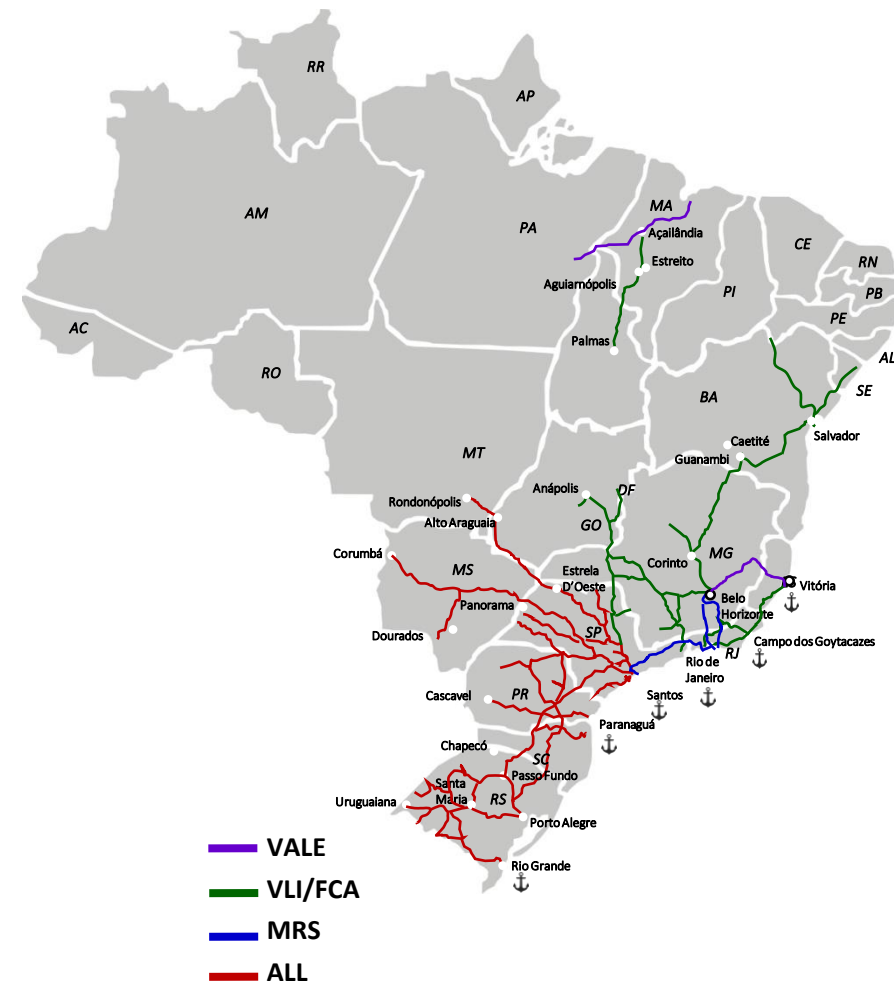 RR
AP
AM
PA
MA
Açailândia
CE
Estreito
RN
Aguiarnópolis
PI
PB
PE
AC
Palmas
AL
RO
SE
BA
Salvador
Caetité
Guanambi
MT
Anápolis
DF
Rondonópolis
Alto Araguaia
GO
Corumbá
MG
Corinto
MS
Estrela
D'Oeste
Vitória
Panorama
Belo
Horizonte
Dourados
SP
Campo dos Goytacazes
RJ
Rio de
Janeiro
Cascavel
PR
Santos
Paranaguá
Chapecó
SC
Passo Fundo
Santa
Maria
RS
Uruguaiana
Porto Alegre
Rio Grande
VALE
VLI/FCA
MRS
ALL